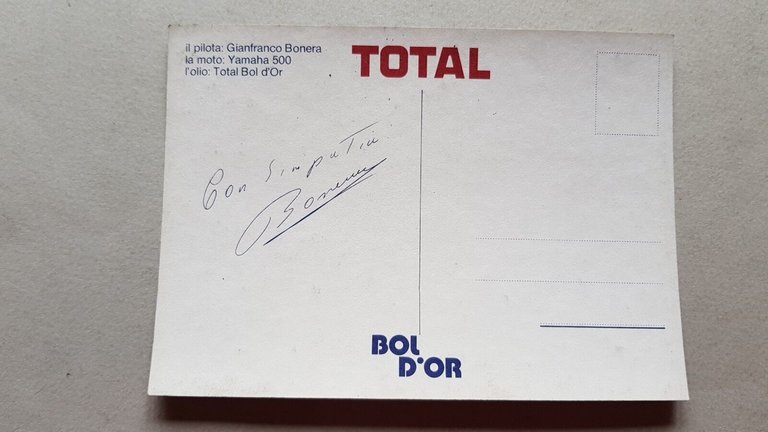 il pilota: Gianfranco Bonera
la moto: Yamaha 500
l'olio: Total Bol d'Or
TOTAL
Con Simpatia
Bonera
BOL
D'OR